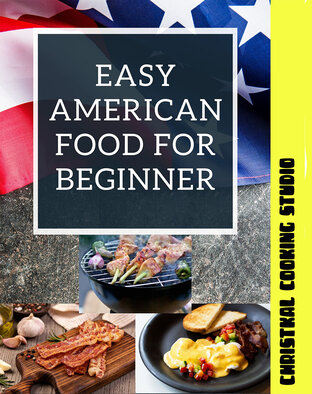 EASY
AMERICAN
FOOD FOR
BEGINNER
CHRISTKAL COOKING STUDIO